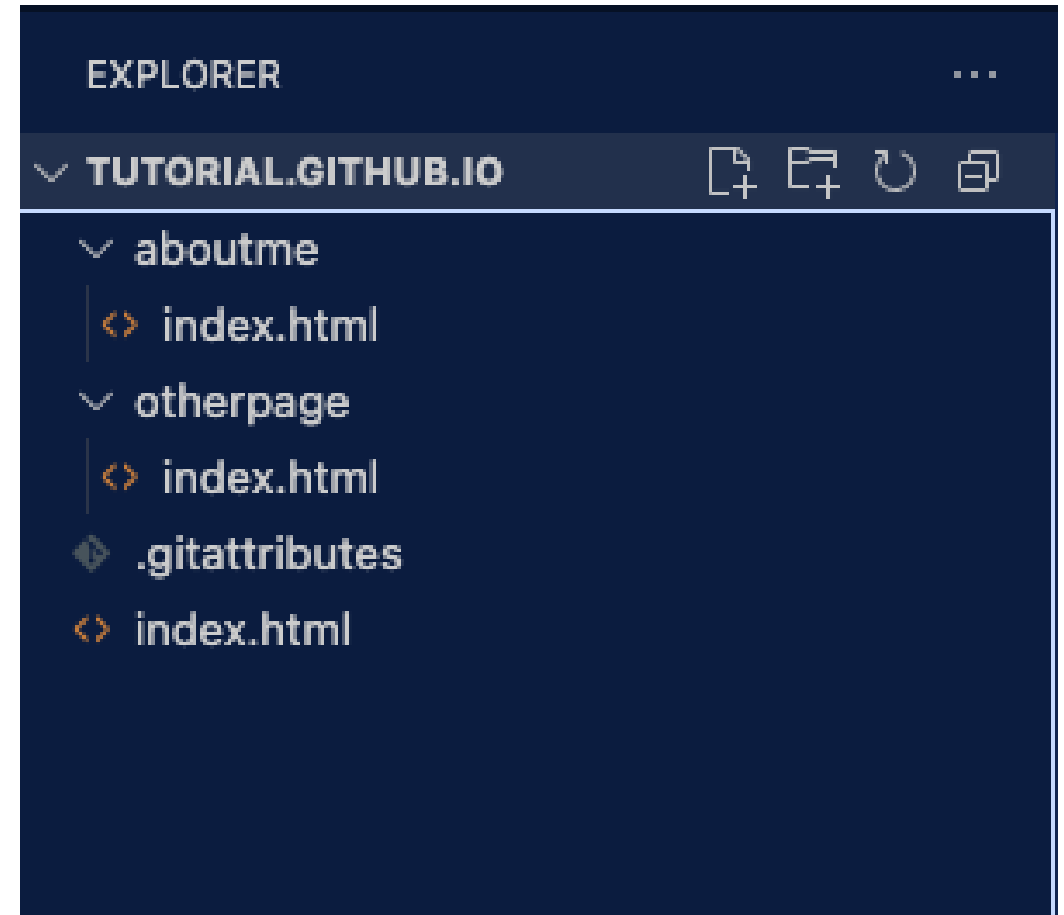 EXPLORER
TUTORIAL.GITHUB.IO
aboutme
index.html
otherpage
index.html
.gitattributes
index.html